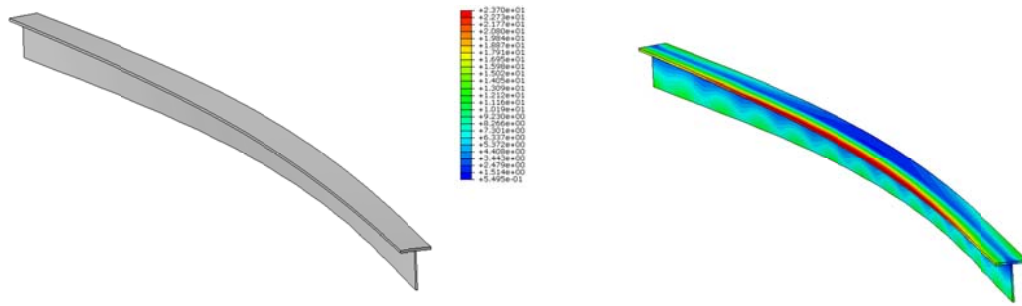 +2.370e+01
+2.273e+01
+2.177e+01
+2.080e+01
+1.984e+01
+1.887e+01
+1.791e+01
+1.695e+01
+1.598e+01
+1.502e+01
+1.405e+01
+1.309e+01
+1.212e+01
+1.116e+01
+1.019e+01
+9.230e+00
+8.266e+00
+7.301e+00
+6.337e+00
+5.372e+00
+4.408e+00
+3.443e+00
+2.479e+00
+1.514e+00
+5.495e-01